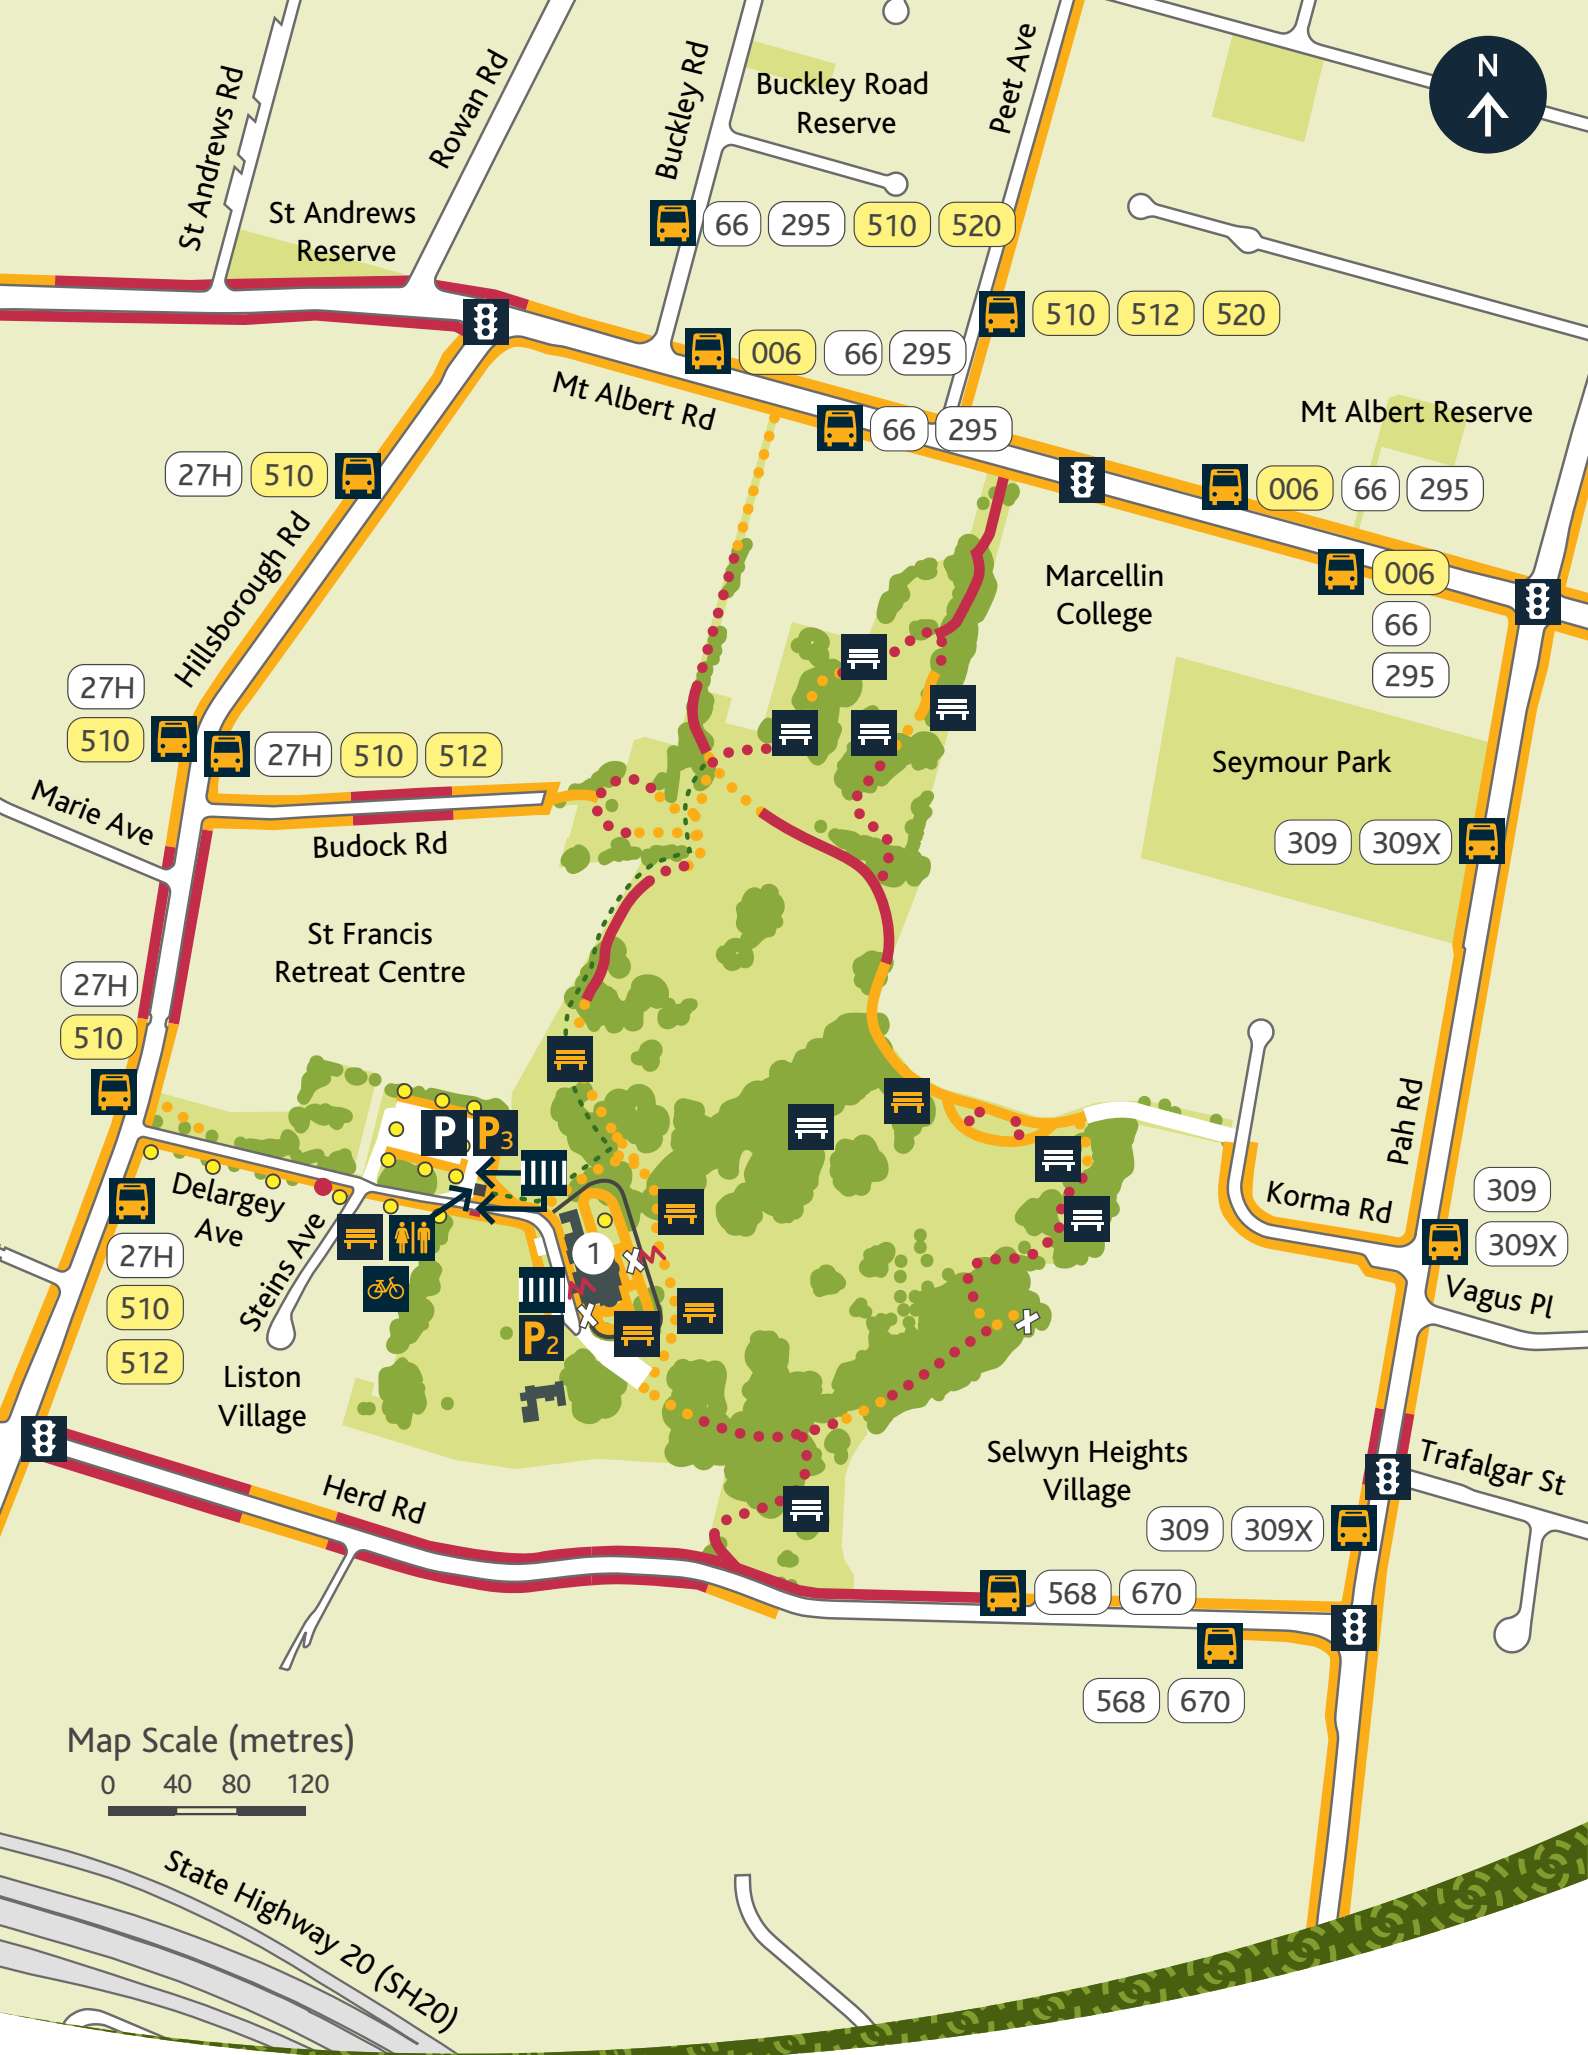 N
St Andrews Rd
Rowan Rd
Buckley Rd
Buckley Road
Reserve
Peet Ave
St Andrews
Reserve
66 295 510 520
510 512 520
006 66 295
Mt Albert Rd
66 295
Mt Albert Reserve
27H 510
006 66 295
Hillsborough Rd
Marcellin
College
006
66
295
27H
510
27H 510 512
Seymour Park
Marie Ave
Budock Rd
309 309X
St Francis
Retreat Centre
27H
510
P P3
Pah Rd
Delargey
Ave
Steins Ave
Korma Rd
309
309X
27H
510
512
1
P2
Vagus Pl
Liston
Village
Selwyn Heights
Village
Trafalgar St
Herd Rd
309 309X
568 670
568 670
Map Scale (metres)
0 40 80 120
State Highway 20 (SH20)